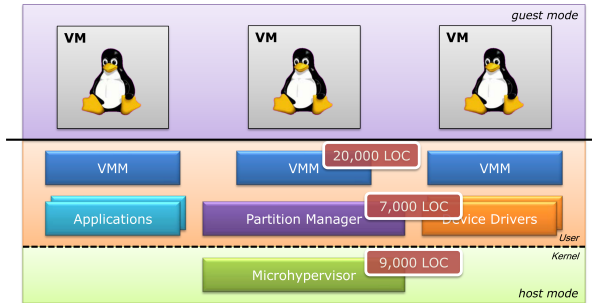 guest mode
VM
VM
VM
VMM
VMM
20,000 LOC
VMM
Applications
Partition Manager
7,000 LOC
Device Drivers
User
Kernel
Microhypervisor
9,000 LOC
host mode